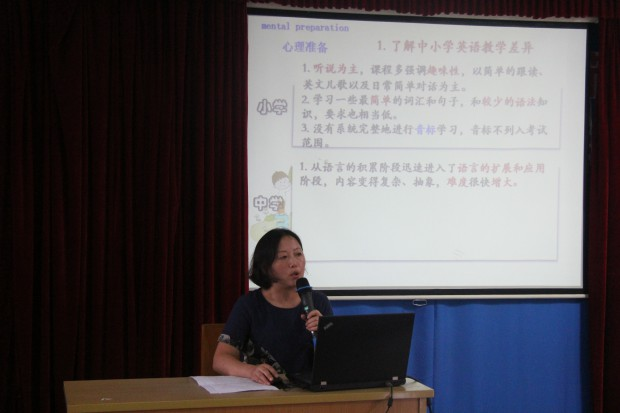 mental preparation
心理准备
1. 了解中小学英语教学差异
小学
1. 听说为主，课程多强调趣味性，以简单的跟读、
英文儿歌以及日常简单对话为主。
2. 学习一些最简单的词汇和句子，和较少的语法知
识，要求也相当低。
3. 没有系统完整地进行音标学习，音标不列入考试
范围。
中学
1. 从语言的积累阶段迅速进入了语言的扩展和应用
阶段，内容变得复杂、抽象，难度很快增大。
ThinkPad